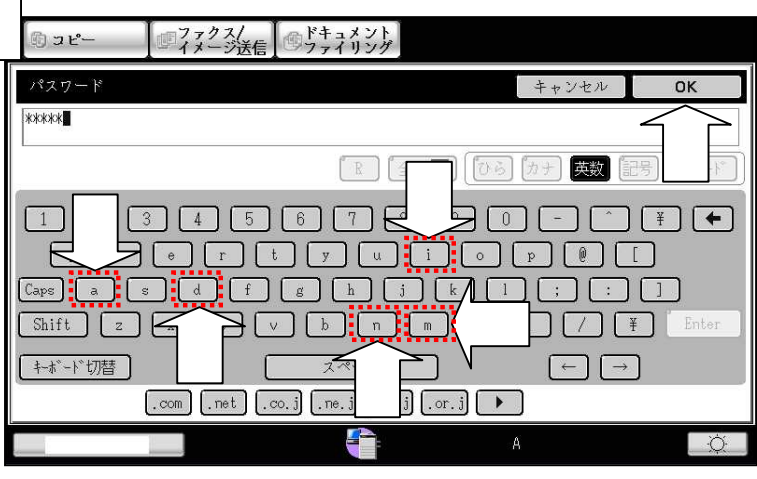 コピー
ファクス/
イメージ送信
ドキュメント
ファイリング
パスワード
キャンセル
OK
*****
R
ひら
カナ
英数
記号
1
3
4
5
6
7
0
-
^
¥
e
r
t
y
u
i
o
p
@
[
Caps
a
s
d
f
g
h
j
k
l
;
:
]
Shift
z
v
b
n
m
/
¥
Enter
キーボード切替
←
→
.com
.net
.co.j
.ne.j
.or.j
A